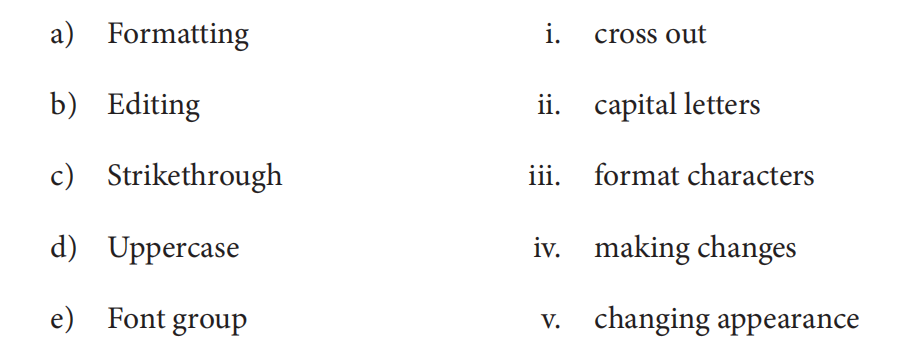 a) Formatting i. cross out
b) Editing ii. capital letters
c) Strikethrough iii. format characters
d) Uppercase iv. making changes
e) Font group v. changing appearance